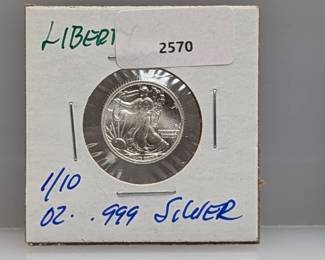 LIBERT
2570
1/10
OZ. .999 SILVER